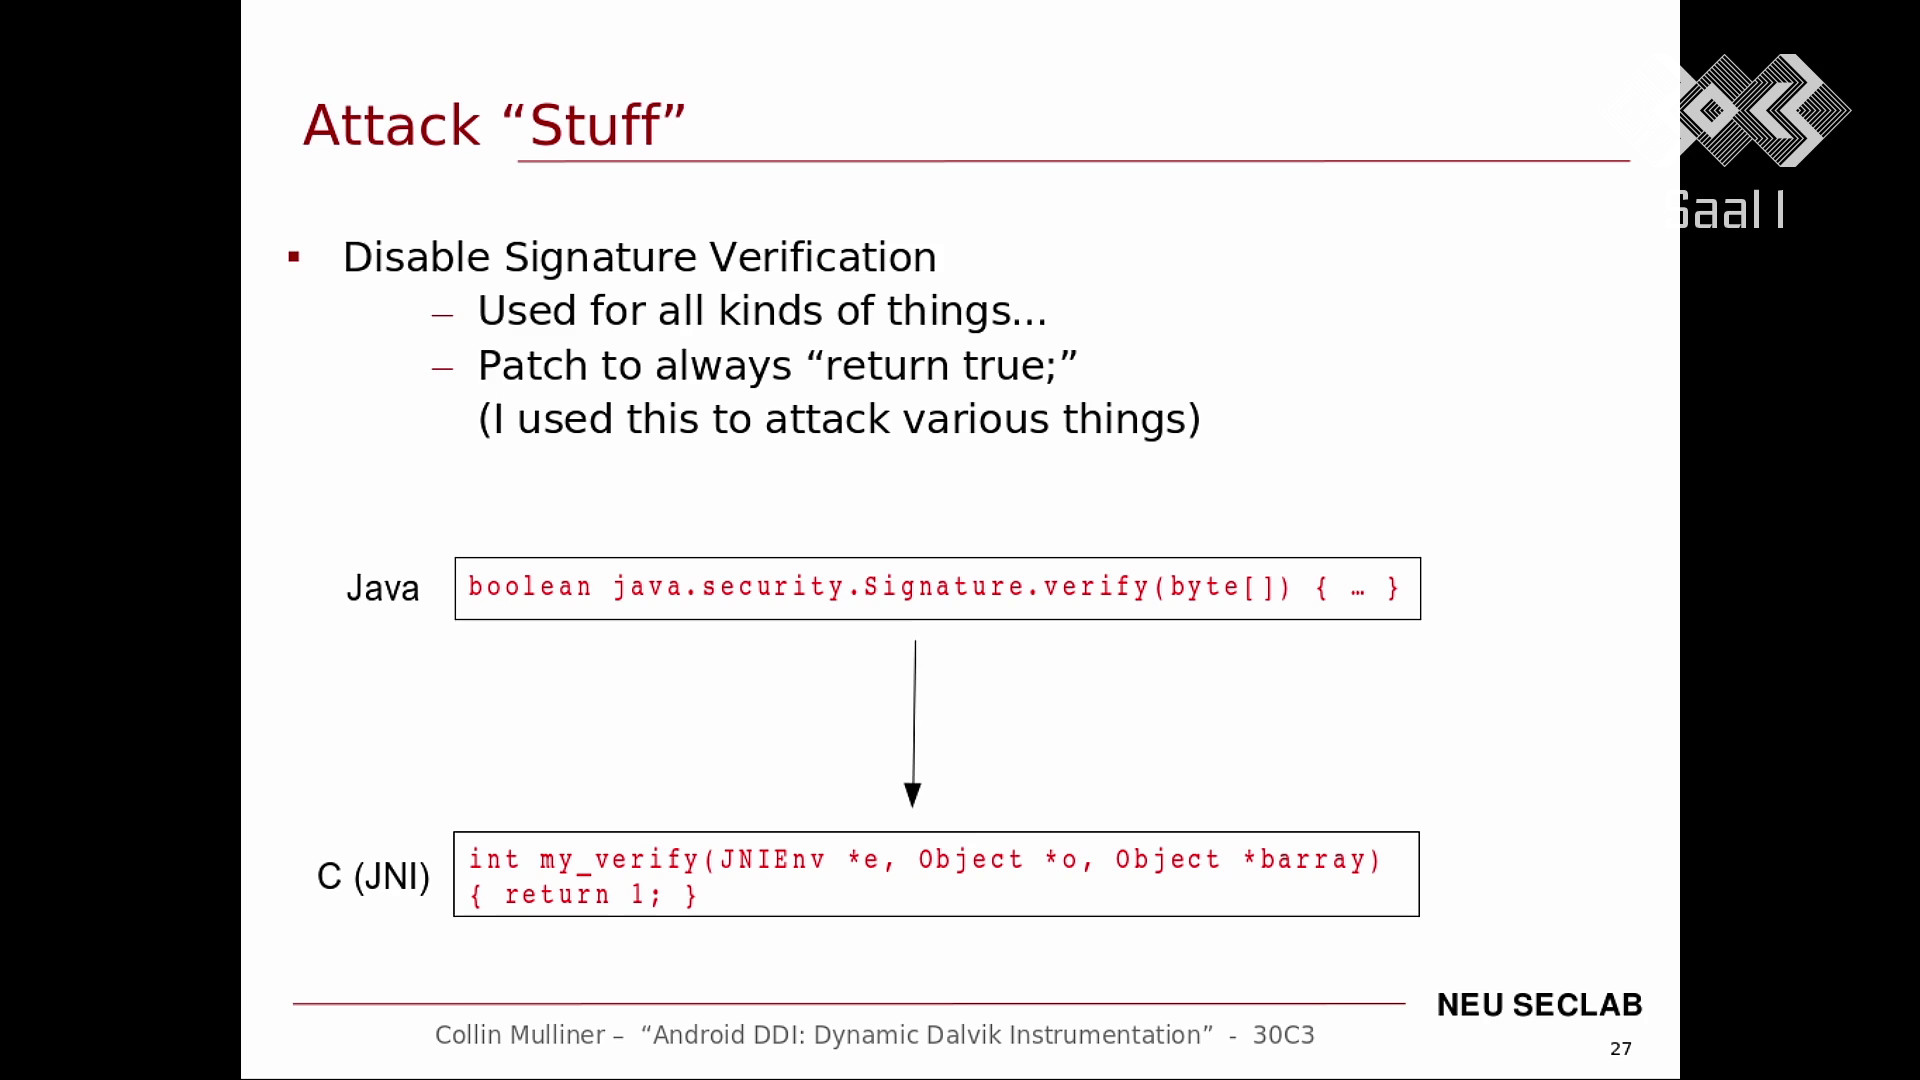 Attack “Stuff”
Saal 1
Disable Signature Verification
– Used for all kinds of things...
– Patch to always “return true;”
(I used this to attack various things)
Java
boolean java.security.Signature.verify(byte[]) { … }
C (JNI)
int my_verify(JNIEnv *e, Object *o, Object *barray)
{ return 1; }
NEU SECLAB
Collin Mulliner – “Android DDI: Dynamic Dalvik Instrumentation” - 30C3
27